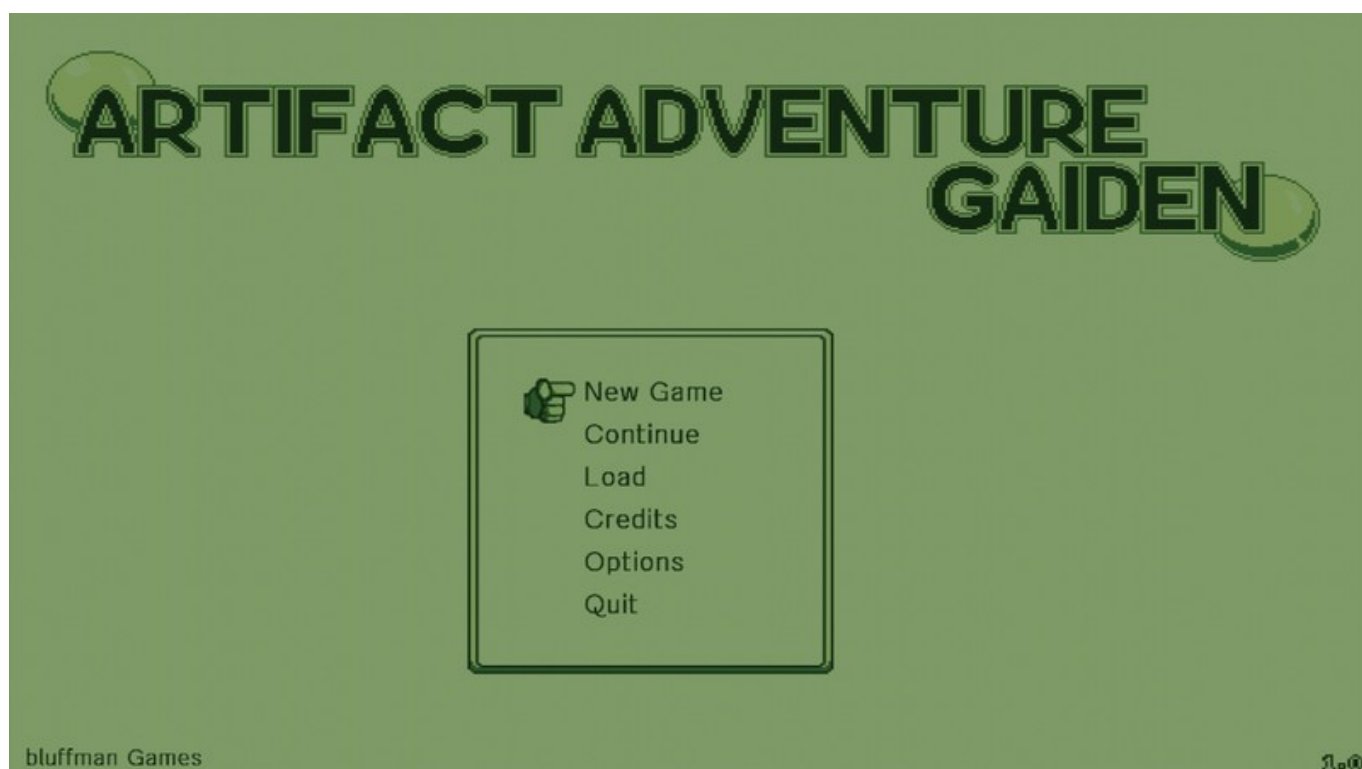 ARTIFACT ADVENTURE
GAIDEN
New Game
Continue
Load
Credits
Options
Quit
bluffman Games
1.0